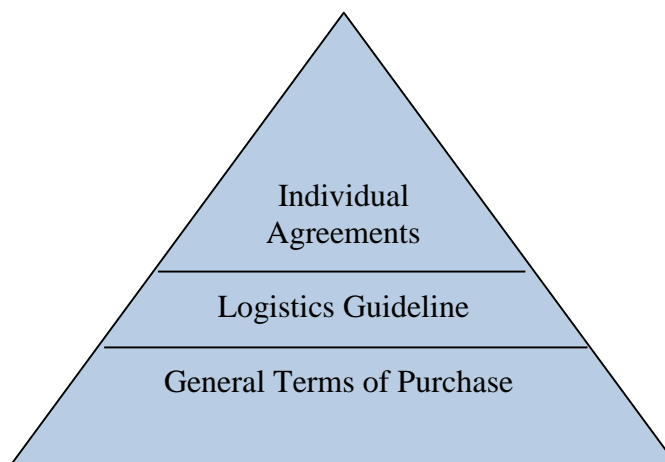 Individual
Agreements
Logistics Guideline
General Terms of Purchase